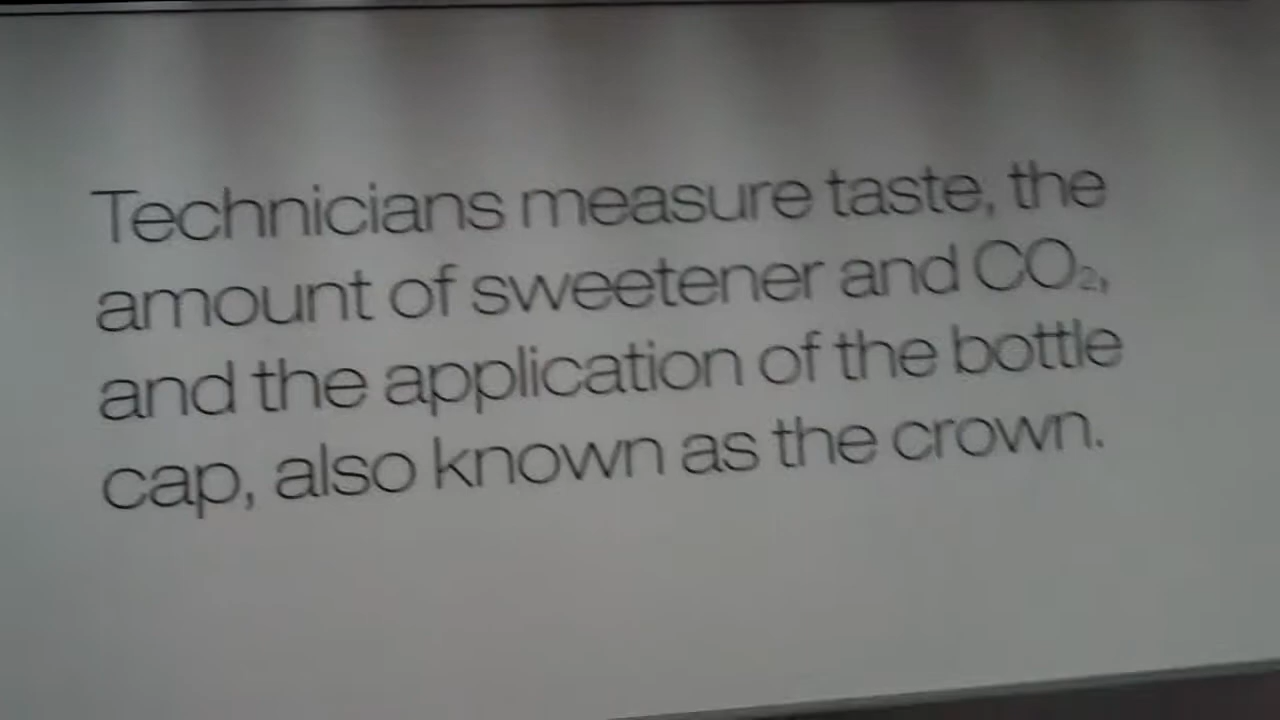 Technicians measure taste, the
amount of sweetener and CO₂,
and the application of the bottle
cap, also known as the crown.